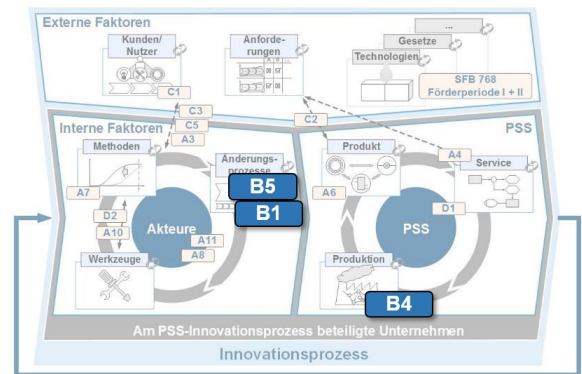 Externe Faktoren
Kunden/
Nutzer
C1
Anforde-
rungen
...
Gesetze
Technologien
SFB 768
Förderperiode I + II
C3
C5
A3
C2
Interne Faktoren
Methoden
A7
D2
A10
Werkzeuge
Akteure
A11
A8
Änderungs-
prozesse
B5
B1
PSS
Produkt
A6
A4
Service
D1
PSS
Produktion
B4
Am PSS-Innovationsprozess beteiligte Unternehmen
Innovationsprozess